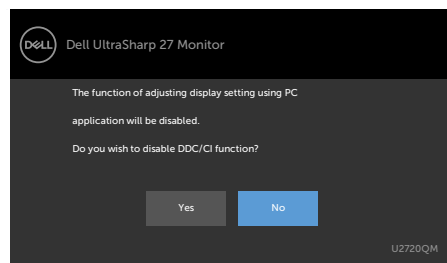 DELL
Dell UltraSharp 27 Monitor
The function of adjusting display setting using PC
application will be disabled.
Do you wish to disable DDC/CI function?
Yes
No
U2720QM